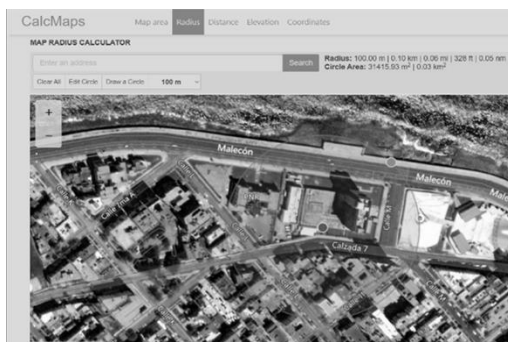 CalcMaps Map area Radius Distance Elevation Coordinates
MAP RADIUS CALCULATOR
Enter an address Search
Radius: 100.00 m | 0.10 km | 0.06 mi | 328 ft | 0.05 nm
Circle Area: 31415.93 m² | 0.03 km²
Clear All Edit Circle Draw a Circle 100 m
+
Malecón
Malecón
Calzada 7